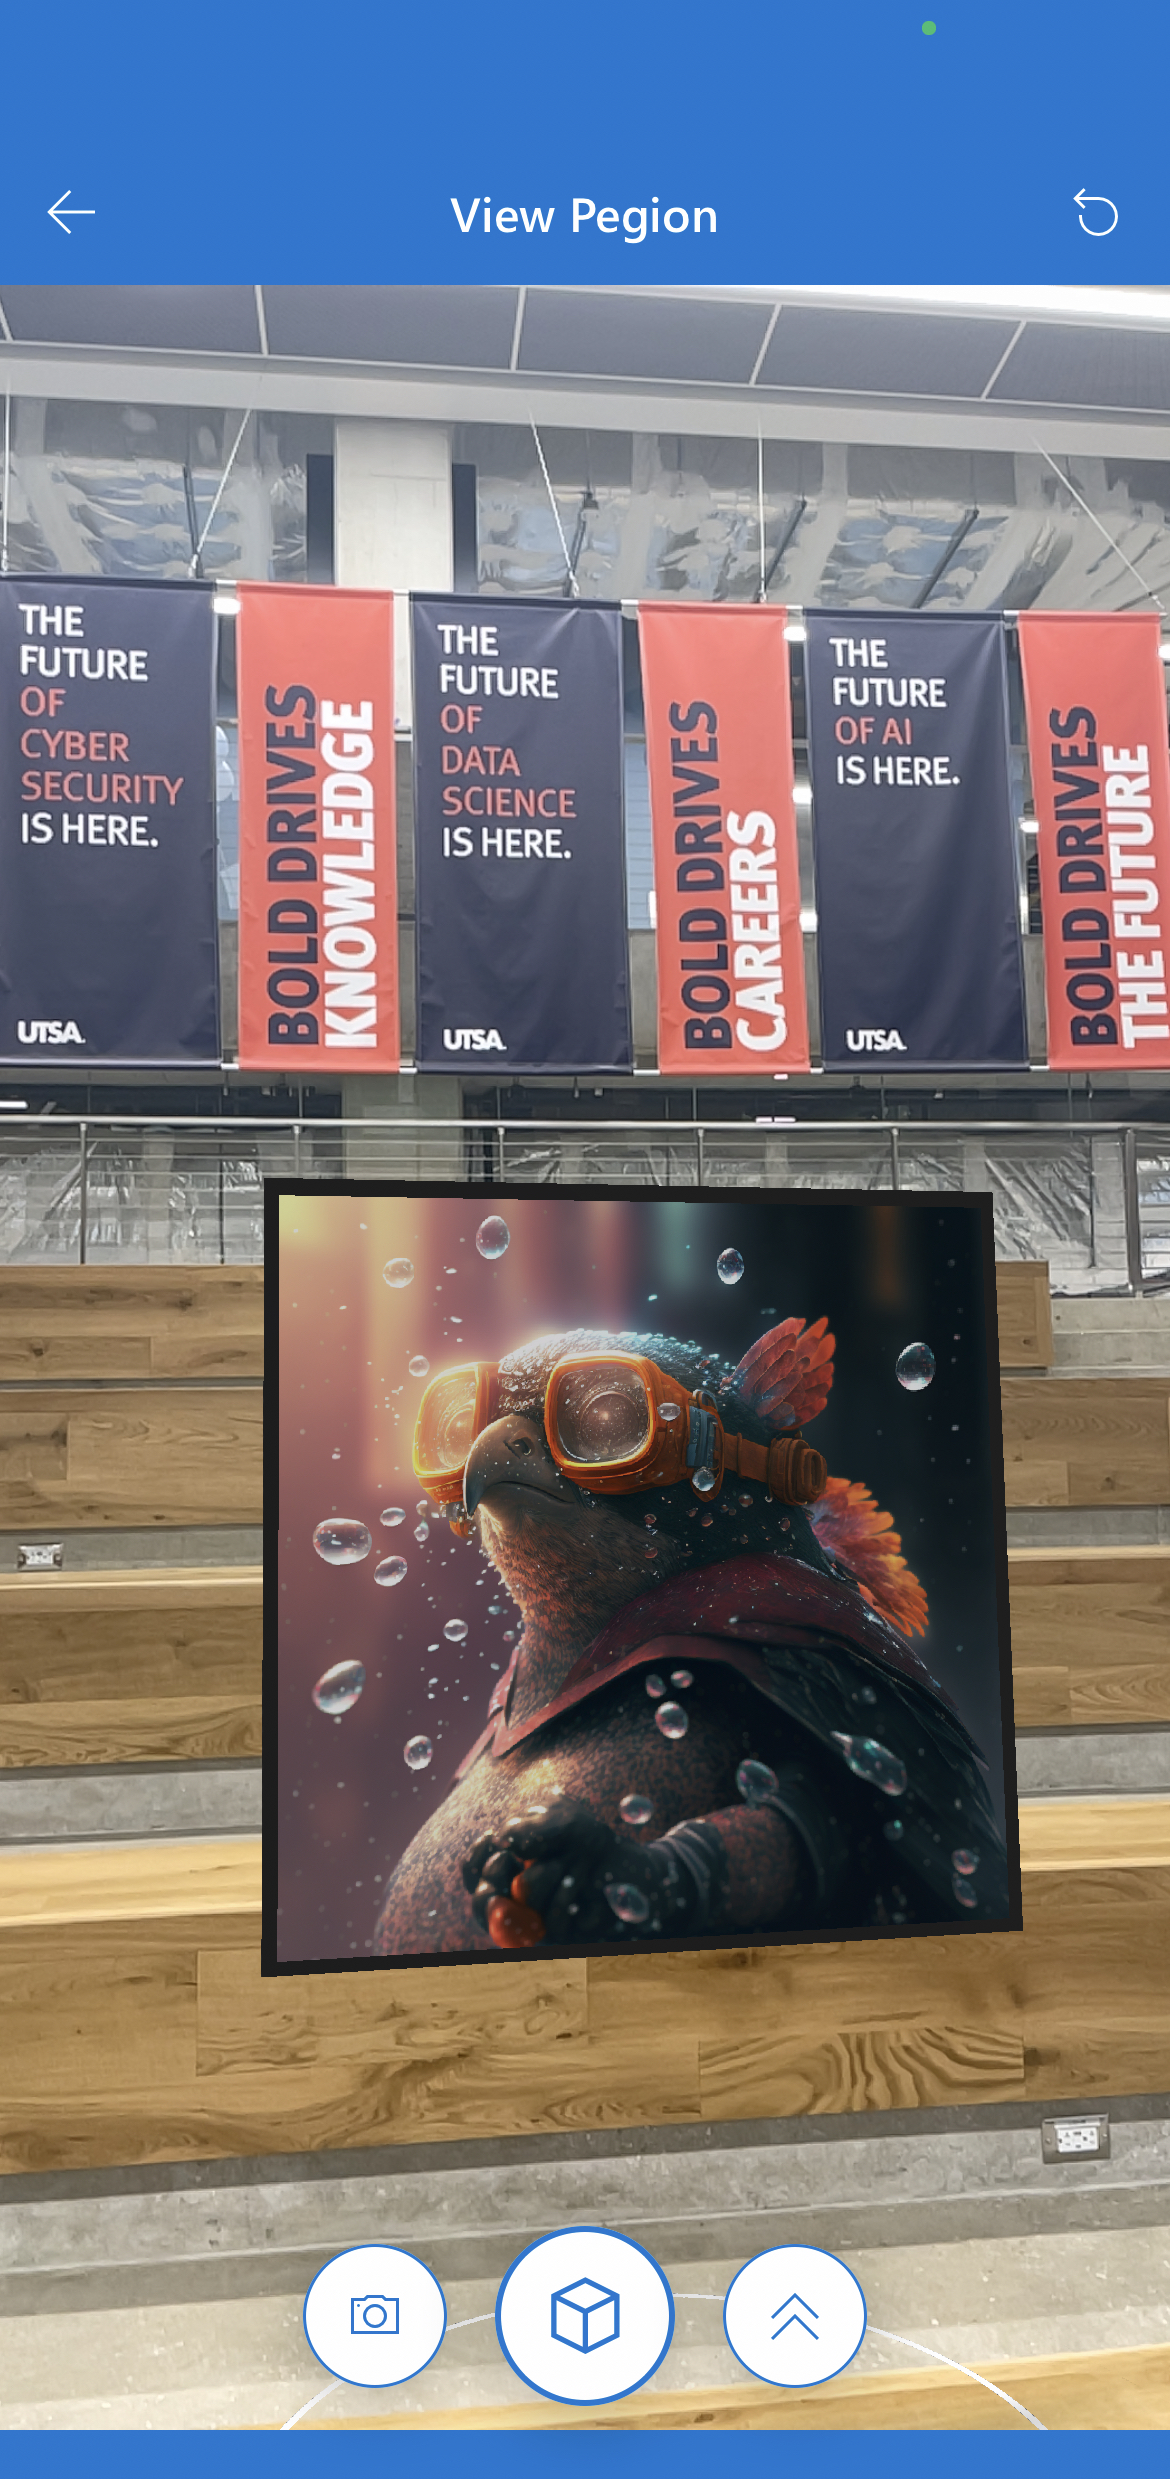 View Pegion
THE
FUTURE
OF
CYBER
SECURITY
IS HERE.
UTSA.
BOLD DRIVES
KNOWLEDGE
THE
FUTURE
OF
DATA
SCIENCE
IS HERE.
UTSA.
BOLD DRIVES
CAREERS
THE
FUTURE
OF AI
IS HERE.
UTSA.
BOLD DRIVES
THE FUTURE